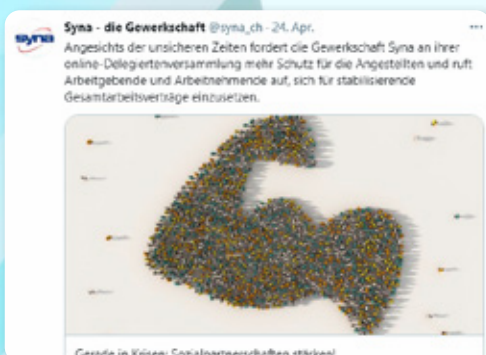 Syna - die Gewerkschaft @syna_ch · 24. Apr.
syna
Angesichts der unsicheren Zeiten fordert die Gewerkschaft Syna an ihrer
online-Delegiertenversammlung mehr Schutz für die Angestellten und ruft
Arbeitgebende und Arbeitnehmende auf, sich für stabilisierende
Gesamtarbeitsverträge einzusetzen.
Gerade in Krisen: Sozialpartnerschaften stärken!